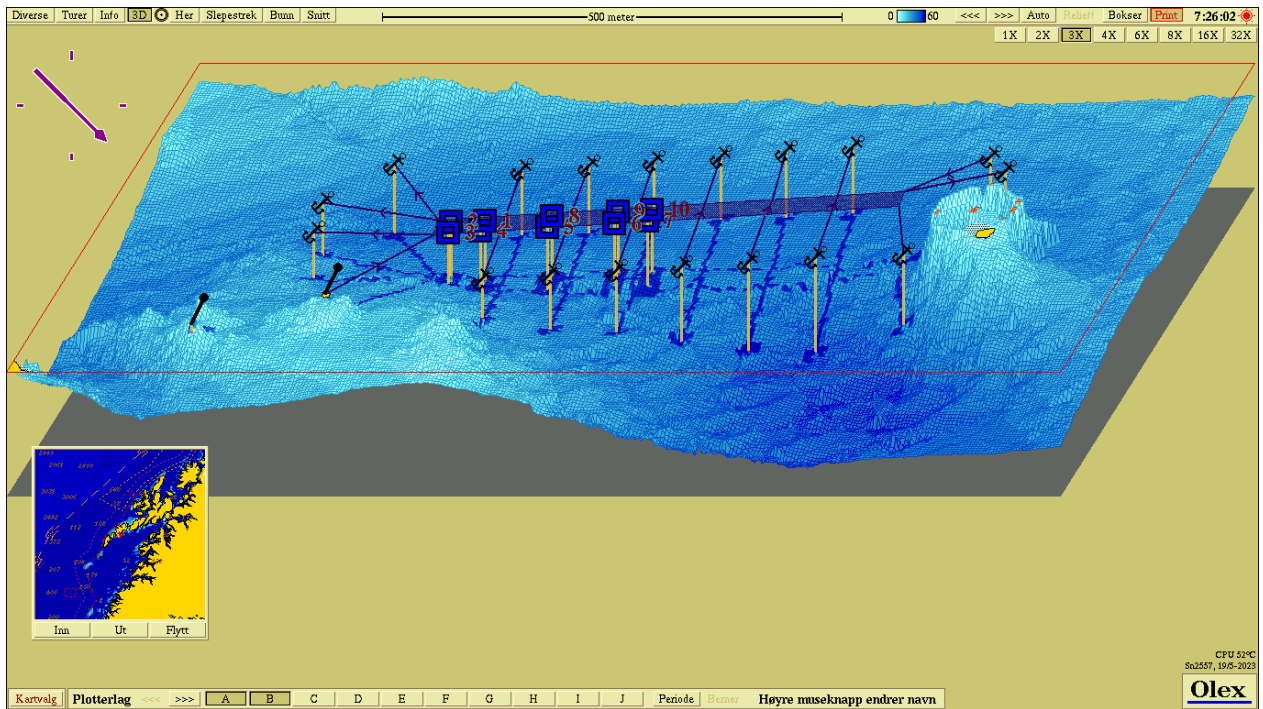 Diverse Turer Info 3D Her Slepestrek Bunn Snitt 500 meter 0 60 <<< >>> Auto Relieff Bokser Print 7:26:02
1X 2X 3X 4X 6X 8X 16X 32X
2 1 8 9 10
3 4 5 6 7
Inn Ut Flytt
CPU 52°C
Sn2557, 19/5-2023
Kartvalg Plotterlag <<< >>> A B C D E F G H I J Periode Bemer Høyre museknapp endrer navn
Olex